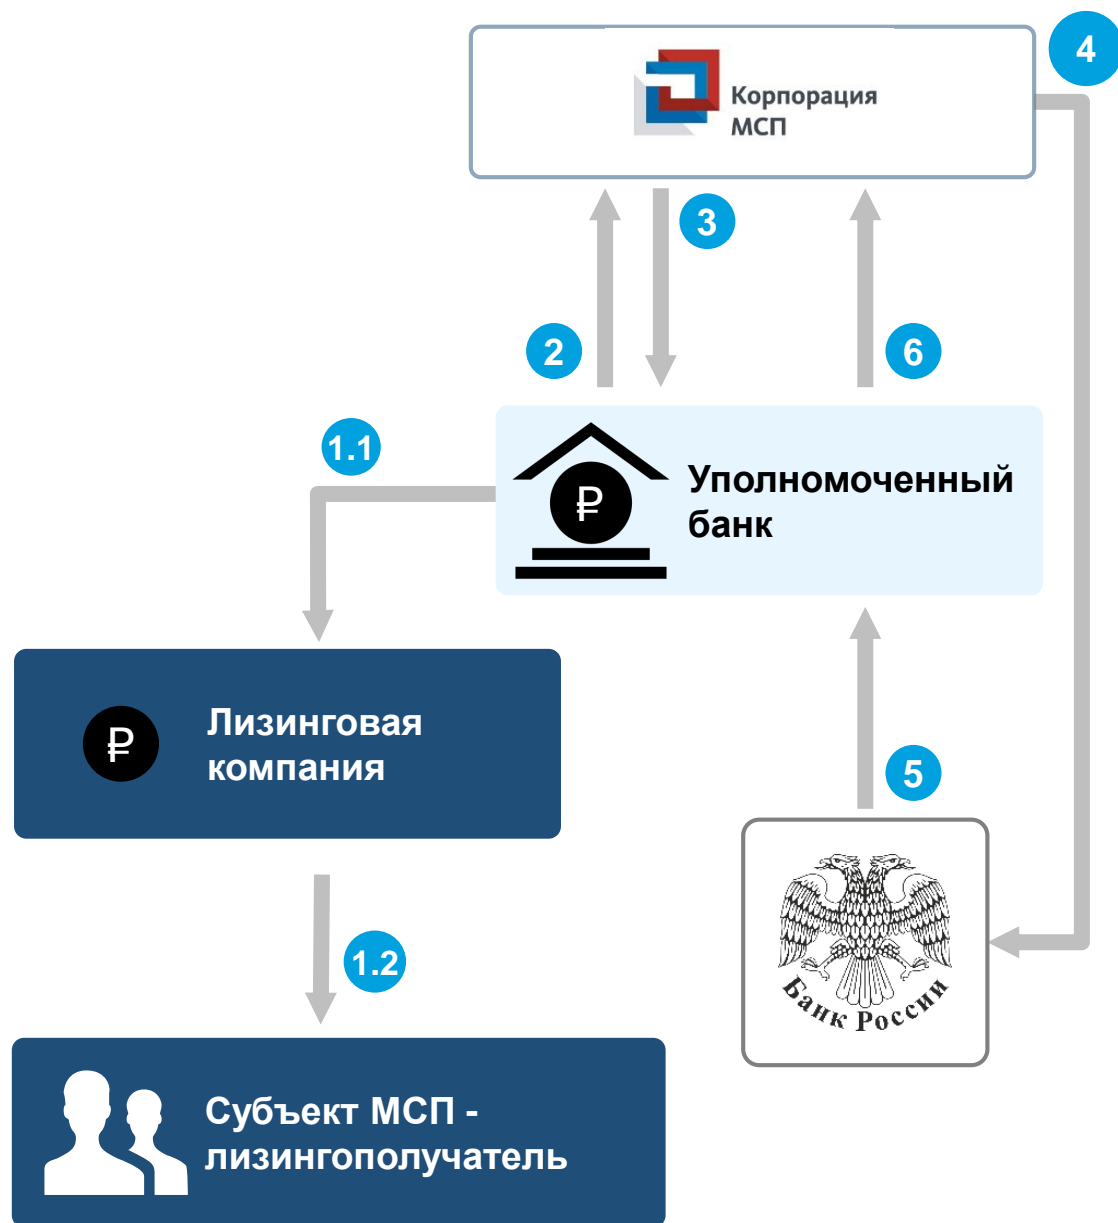 4
Корпорация
МСП
3
2
6
1.1
₽
Уполномоченный
банк
₽
Лизинговая
компания
5
1.2
Банк России
Субъект МСП -
лизингополучатель